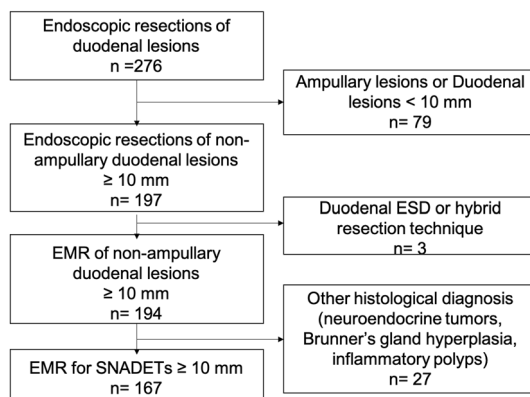 Endoscopic resections of
duodenal lesions
n =276
Ampullary lesions or Duodenal
lesions < 10 mm
n= 79
Endoscopic resections of non-
ampullary duodenal lesions
≥ 10 mm
n= 197
Duodenal ESD or hybrid
resection technique
n= 3
EMR of non-ampullary
duodenal lesions
≥ 10 mm
n= 194
Other histological diagnosis
(neuroendocrine tumors,
Brunner's gland hyperplasia,
inflammatory polyps)
n= 27
EMR for SNADETs ≥ 10 mm
n= 167